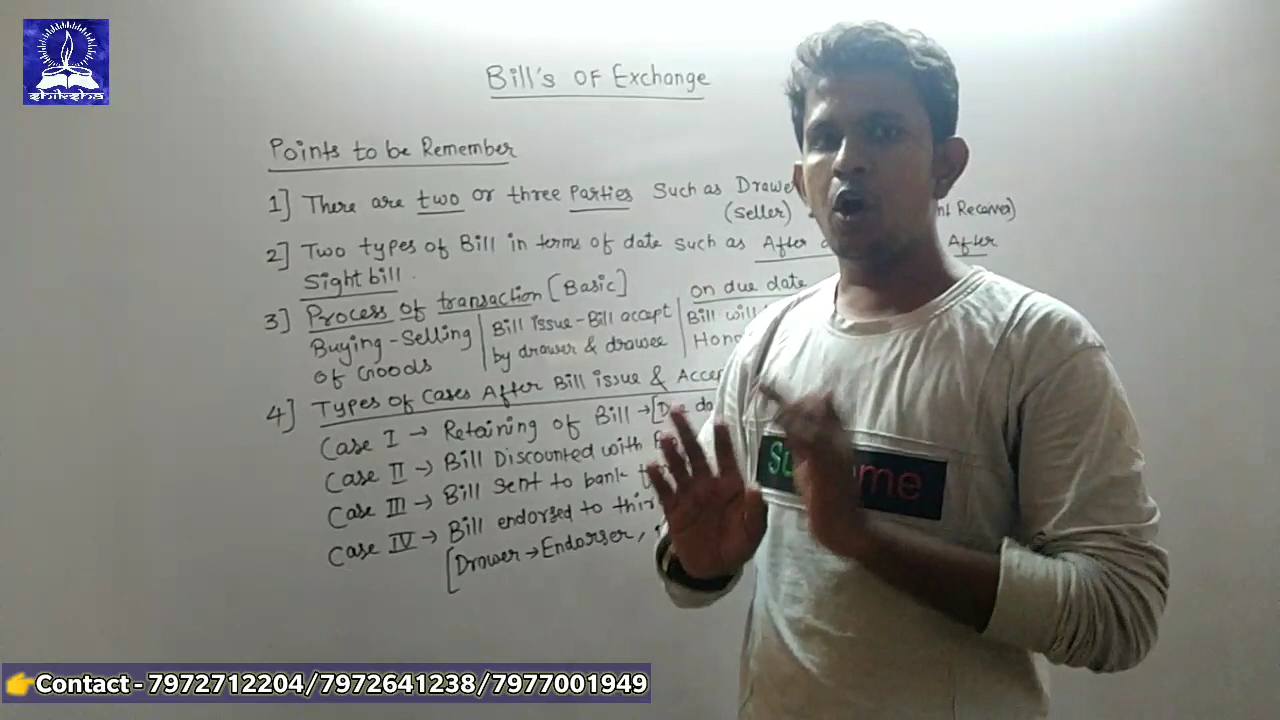 shiksha
Bill's OF Exchange
Points to be Remember
1] There are two or three Parties Such as Drawer
(Seller) Receiver)
2] Two types of Bill in terms of date such as After After
Sight bill.
3] Process of transaction [Basic] on due date
Buying-Selling Bill issue-Bill accept Bill will
of Goods by drawer & drawee
4] Types of Cases After Bill issue &
Case I → Retaining of Bill → [Due
Case II → Bill Discounted with
Case III → Bill Sent to bank
Case IV → Bill endorsed to
[Drawer → Endorser,
👉Contact - 7972712204/7972641238/7977001949